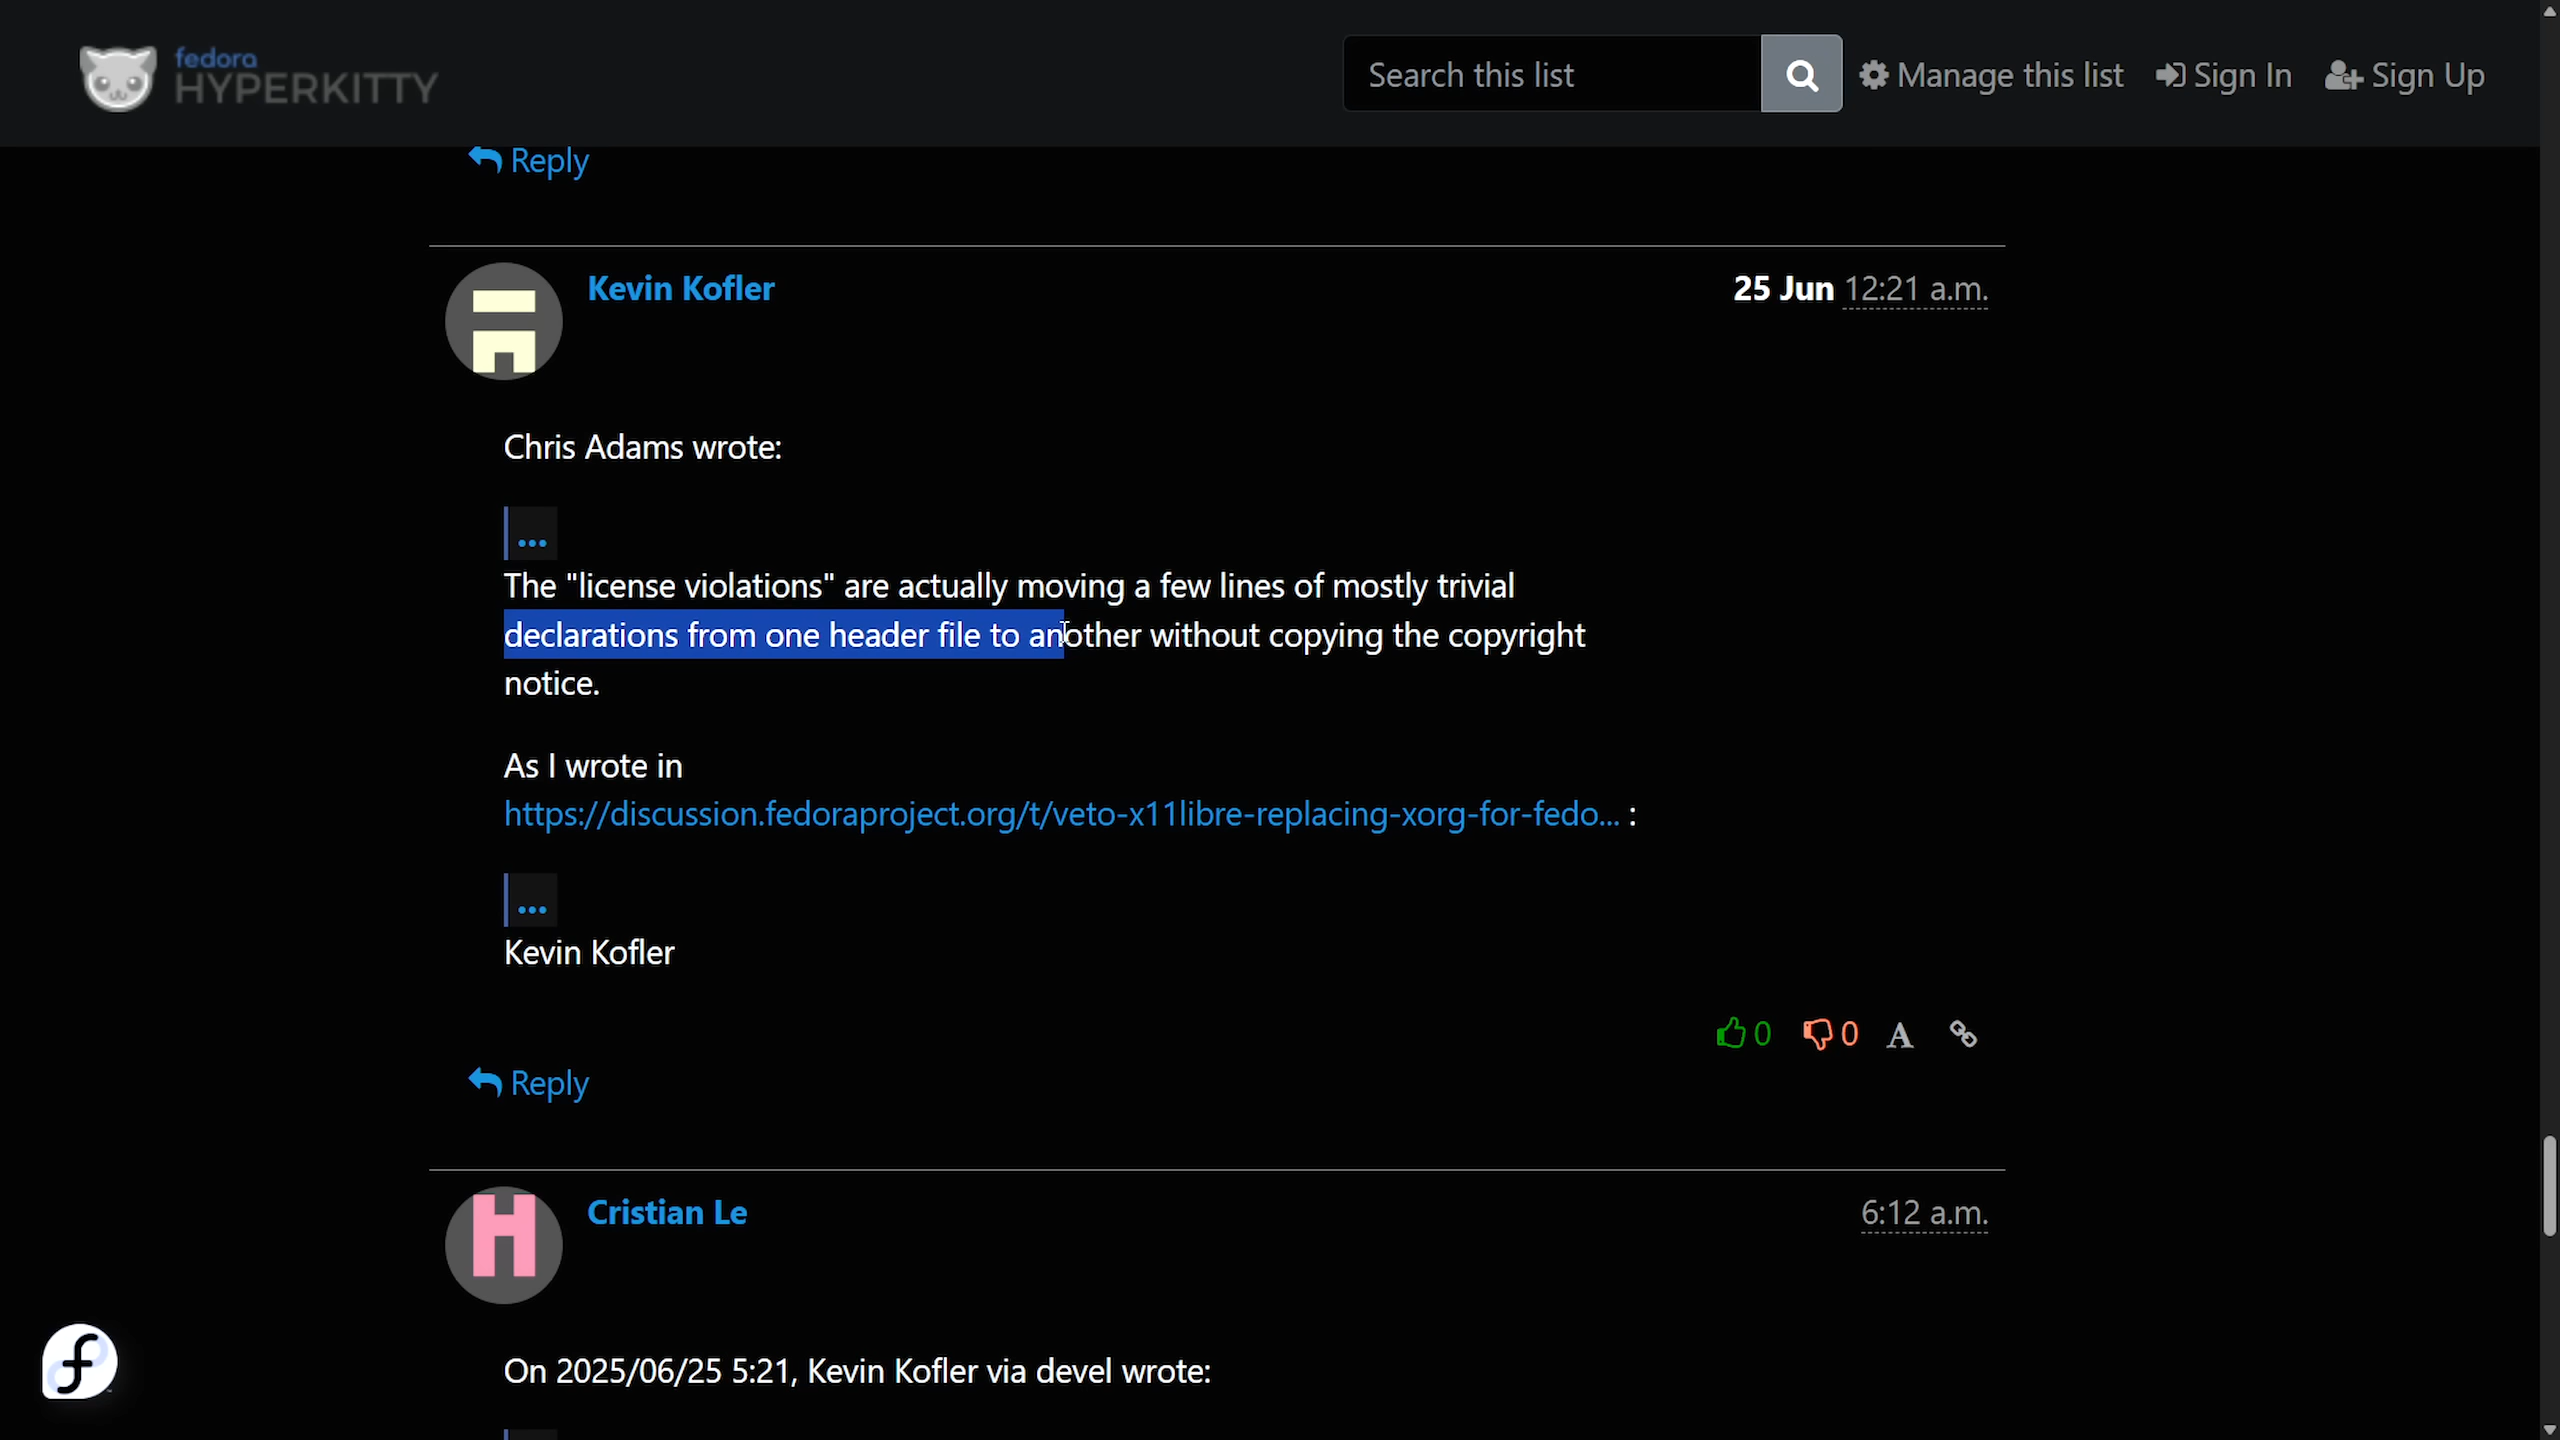 fedora
HYPERKITTY
Search this list
Manage this list
Sign In
Sign Up
Reply
Kevin Kofler
25 Jun 12:21 a.m.
Chris Adams wrote:
...
The "license violations" are actually moving a few lines of mostly trivial
declarations from one header file to another without copying the copyright
notice.
As I wrote in
https://discussion.fedoraproject.org/t/veto-x11libre-replacing-xorg-for-fedo... :
...
Kevin Kofler
0
0
A
Reply
Cristian Le
6:12 a.m.
On 2025/06/25 5:21, Kevin Kofler via devel wrote: